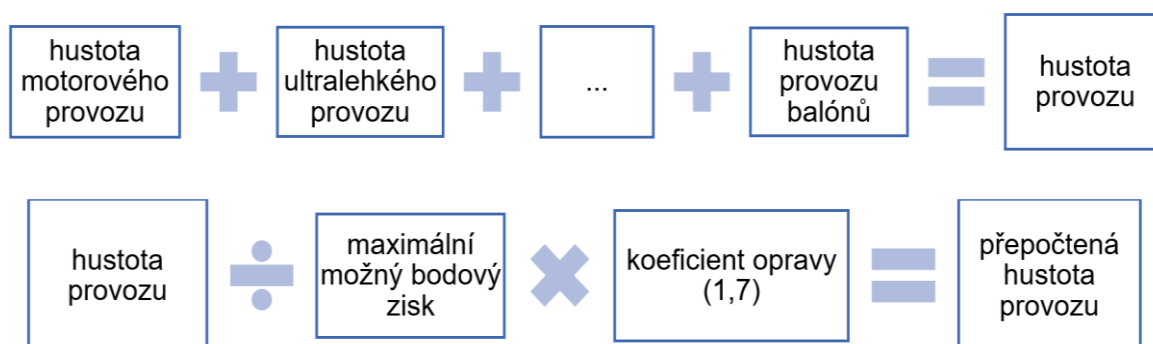 hustota
motorového
provozu
hustota
ultralehkého
provozu
...
hustota
provozu
balónů
hustota
provozu
hustota
provozu
maximální
možný bodový
zisk
koeficient opravy
(1,7)
přepočtená
hustota
provozu